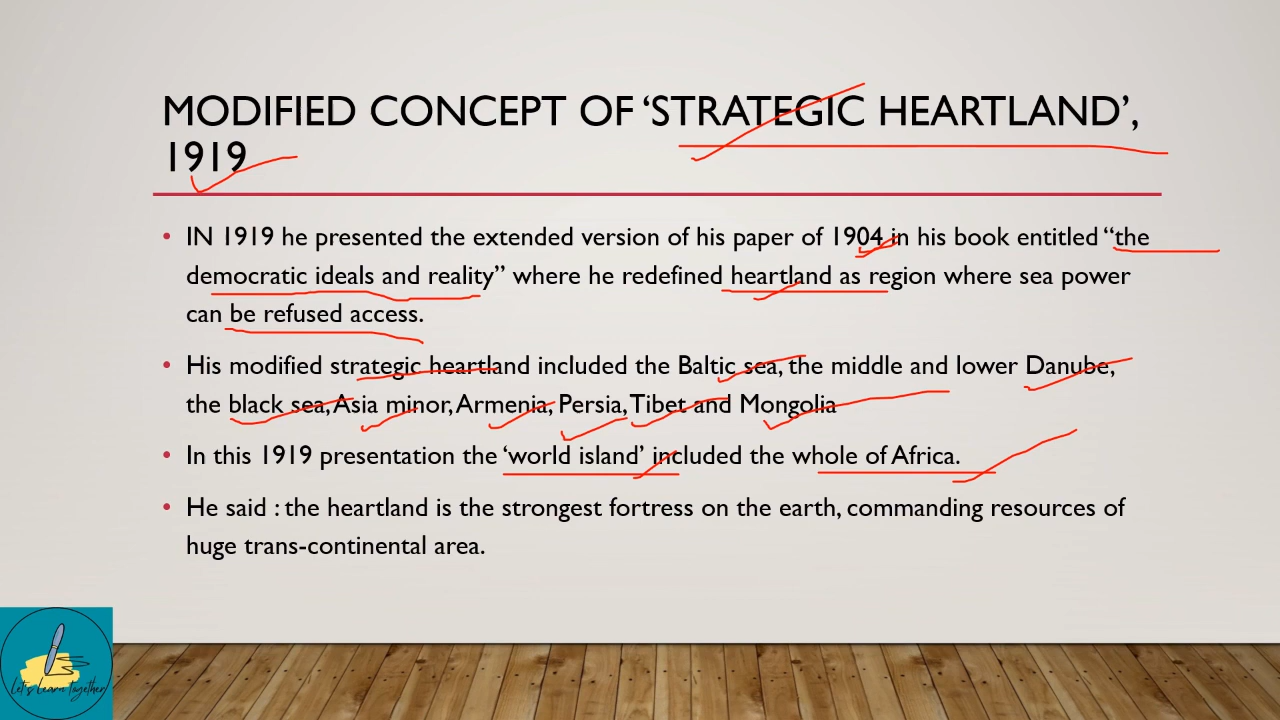 MODIFIED CONCEPT OF ‘STRATEGIC HEARTLAND’,
1919
• IN 1919 he presented the extended version of his paper of 1904 in his book entitled “the
democratic ideals and reality” where he redefined heartland as region where sea power
can be refused access.
• His modified strategic heartland included the Baltic sea, the middle and lower Danube,
the black sea, Asia minor, Armenia, Persia, Tibet and Mongolia
• In this 1919 presentation the ‘world island’ included the whole of Africa.
• He said : the heartland is the strongest fortress on the earth, commanding resources of
huge trans-continental area.
Let's Learn Together